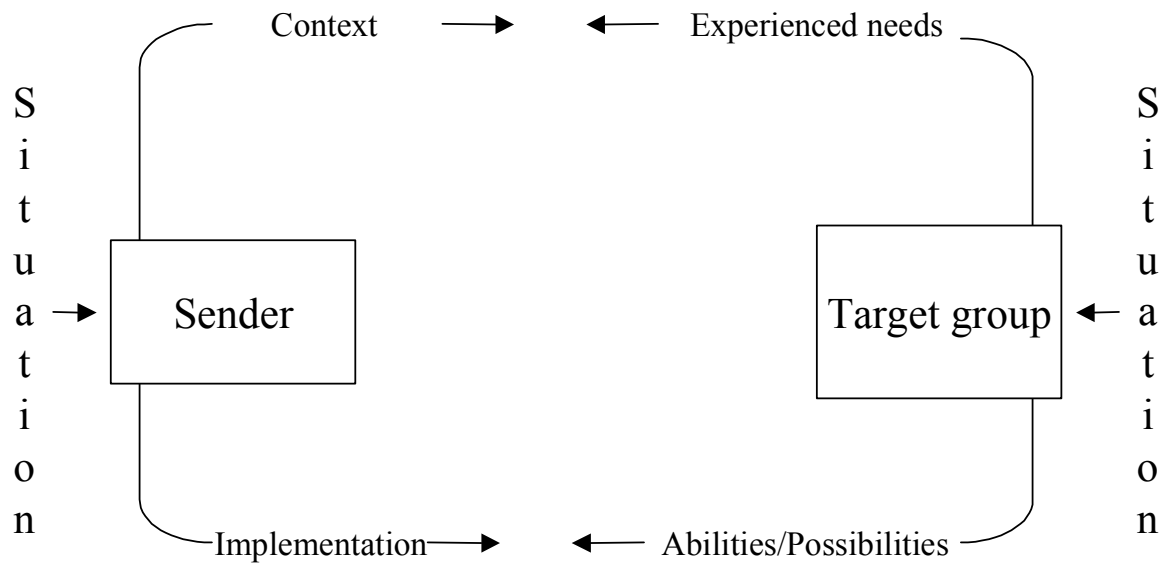 Context
Experienced needs
Situation
Sender
Target group
Situation
Implementation
Abilities/Possibilities